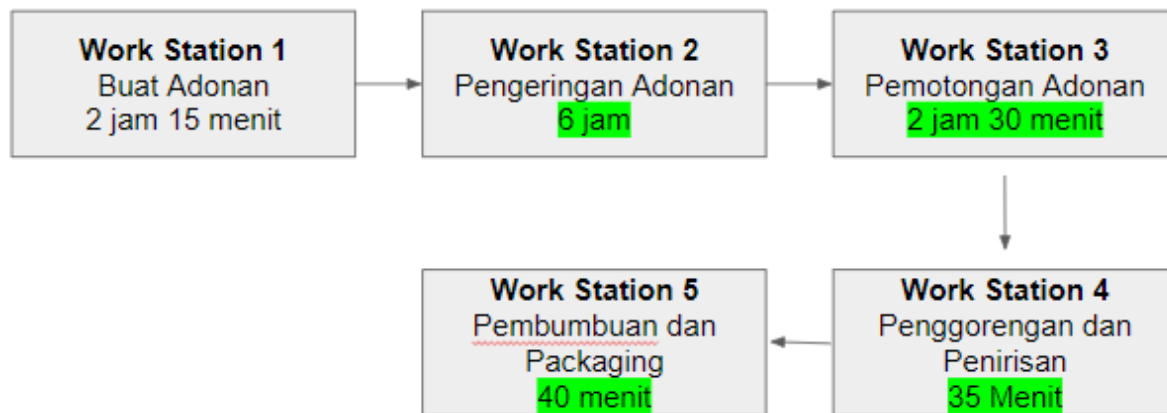 Work Station 1
Buat Adonan
2 jam 15 menit
Work Station 2
Pengeringan Adonan
6 jam
Work Station 3
Pemotongan Adonan
2 jam 30 menit
Work Station 4
Penggorengan dan
Penirisan
35 Menit
Work Station 5
Pembumbuan dan
Packaging
40 menit